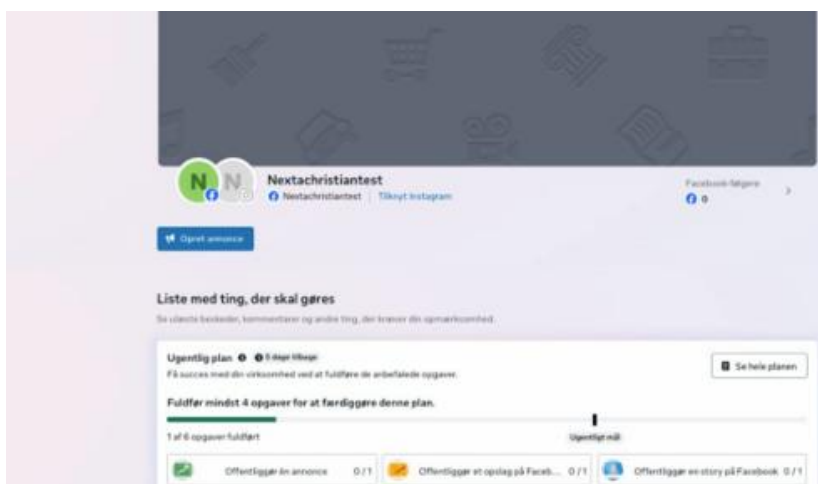 N N
Nextachristiantest
Nextachristiantest | Tilknyt Instagram
Facebook-følgere
0
Opret annonce
Liste med ting, der skal gøres
Se ulæste beskeder, kommentarer og andre ting, der kræver din opmærksomhed.
Ugentlig plan 5 dage tilbage
Få succes med din virksomhed ved at fuldføre de anbefalede opgaver.
Se hele planen
Fuldfør mindst 4 opgaver for at færdiggøre denne plan.
1 af 6 opgaver fuldført
Ugentligt mål
Offentliggør én annonce 0/1
Offentliggør et opslag på Faceb... 0/1
Offentliggør en story på Facebook 0/1